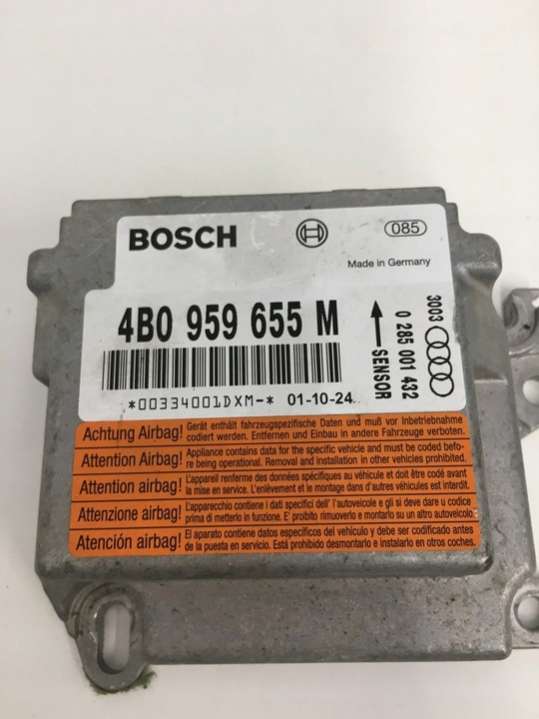 BOSCH
085
Made in Germany
4B0 959 655 M
*00334001DXM-* 01-10-24
SENSOR
0 285 001 432
3003
Achtung Airbag! Gerät enthält fahrzeugspezifische Daten und muß vor Inbetriebnahme
codiert werden. Entfernen und Einbau in andere Fahrzeuge verboten.
Attention Airbag! Appliance contains data for the specific vehicle and must be coded befo-
re being operational. Removal and installation in other vehicles prohibited.
Attention airbag! L'appareil renferme des données spécifiques au véhicule et doit être codé avant
la mise en service. L'enlèvement et le montage dans d'autres véhicules est interdit.
Attenzione airbag! L'apparecchio contiene i dati specifici dell' l'autoveicole e gli si deve dare u codice
prima di metterlo in funzione. E' proibito rimuoverlo e montarlo su un altro autoveicolo.
Atención airbag! El aparato contiene datos específicos del vehículo y debe ser codificado antes
de la puesta en servicio. Está prohibido desmontarlo e instalarlo en otros coches.